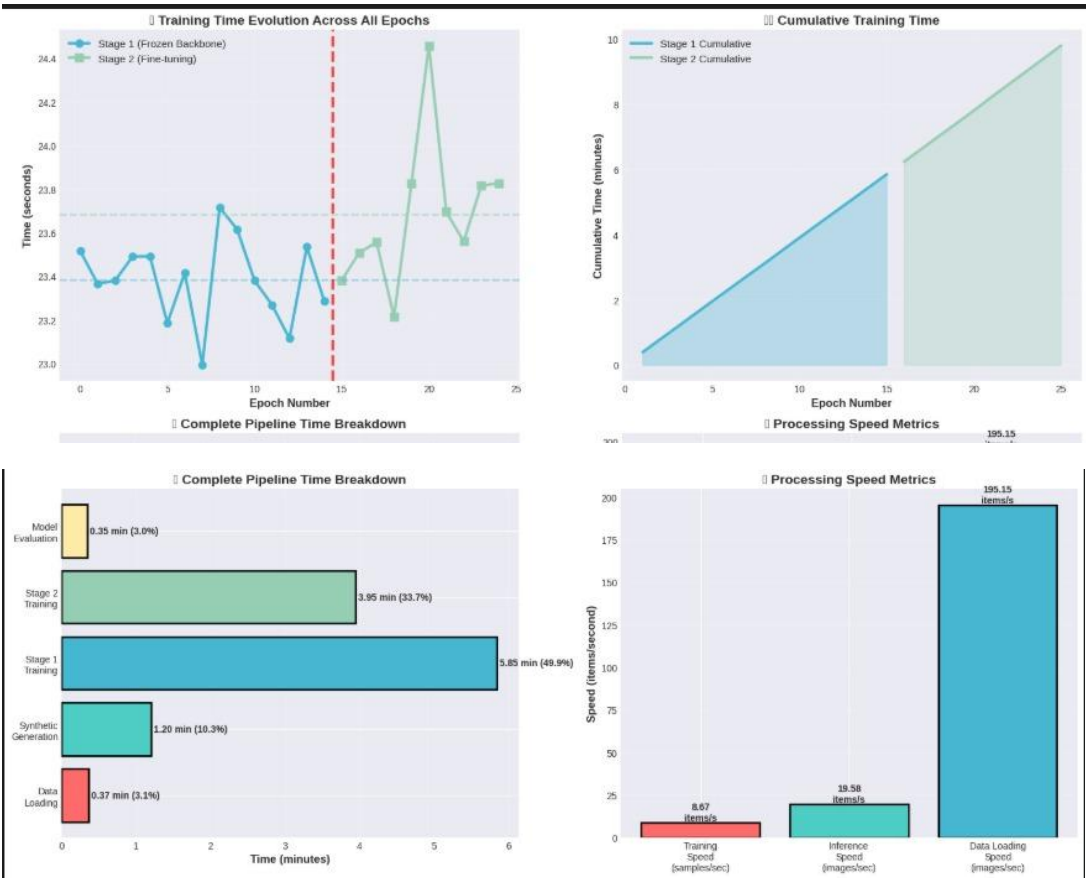 ▯ Training Time Evolution Across All Epochs
Stage 1 (Frozen Backbone)
Stage 2 (Fine-tuning)
24.4
24.2
24.0
23.8
23.6
23.4
23.2
23.0
Time (seconds)
0 5 10 15 20 25
Epoch Number
▯▯ Cumulative Training Time
Stage 1 Cumulative
Stage 2 Cumulative
10
8
6
4
2
0
Cumulative Time (minutes)
0 5 10 15 20 25
Epoch Number
▯ Complete Pipeline Time Breakdown
▯ Processing Speed Metrics
200
195.15
▯ Complete Pipeline Time Breakdown
Model
Evaluation
0.35 min (3.0%)
Stage 2
Training
3.95 min (33.7%)
Stage 1
Training
5.85 min (49.9%)
Synthetic
Generation
1.20 min (10.3%)
Data
Loading
0.37 min (3.1%)
0 1 2 3 4 5 6
Time (minutes)
▯ Processing Speed Metrics
200
175
150
125
100
75
50
25
0
Speed (items/second)
8.67
items/s
19.58
items/s
195.15
items/s
Training
Speed
(samples/sec)
Inference
Speed
(images/sec)
Data Loading
Speed
(images/sec)